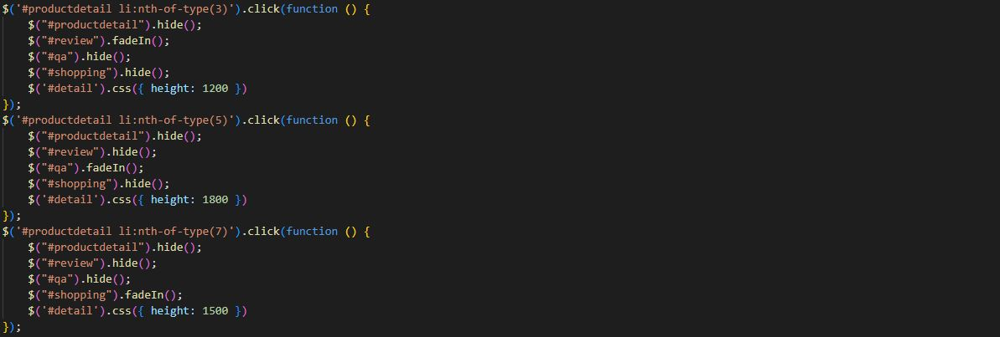 $('#productdetail li:nth-of-type(3)').click(function () {
    $("#productdetail").hide();
    $("#review").fadeIn();
    $("#qa").hide();
    $("#shopping").hide();
    $('#detail').css({ height: 1200 })
});
$('#productdetail li:nth-of-type(5)').click(function () {
    $("#productdetail").hide();
    $("#review").hide();
    $("#qa").fadeIn();
    $("#shopping").hide();
    $('#detail').css({ height: 1800 })
});
$('#productdetail li:nth-of-type(7)').click(function () {
    $("#productdetail").hide();
    $("#review").hide();
    $("#qa").hide();
    $("#shopping").fadeIn();
    $('#detail').css({ height: 1500 })
});